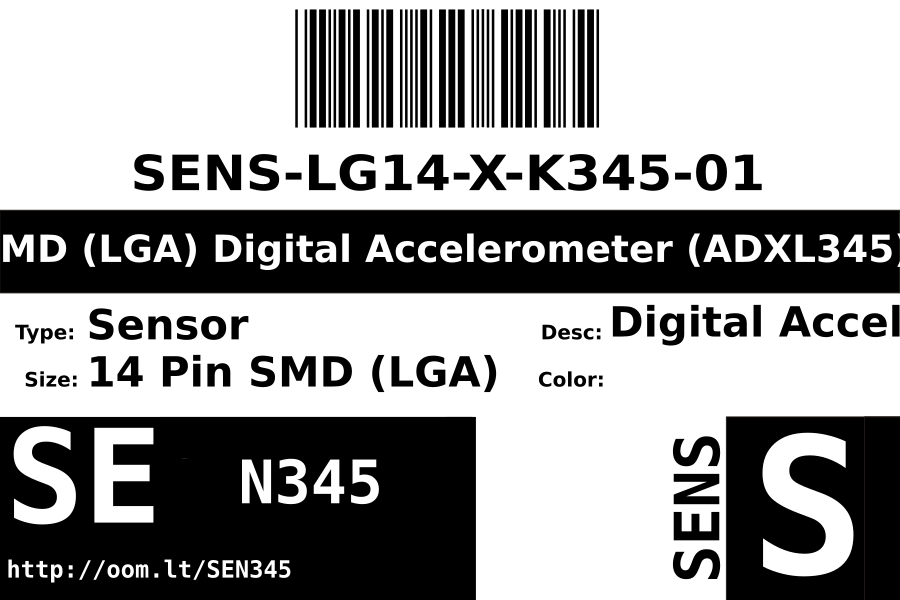 SENS-LG14-X-K345-01
MD (LGA) Digital Accelerometer (ADXL345)
Type: Sensor
Desc: Digital Accel
Size: 14 Pin SMD (LGA)
Color:
SE N345
http://oom.lt/SEN345
SENS
S